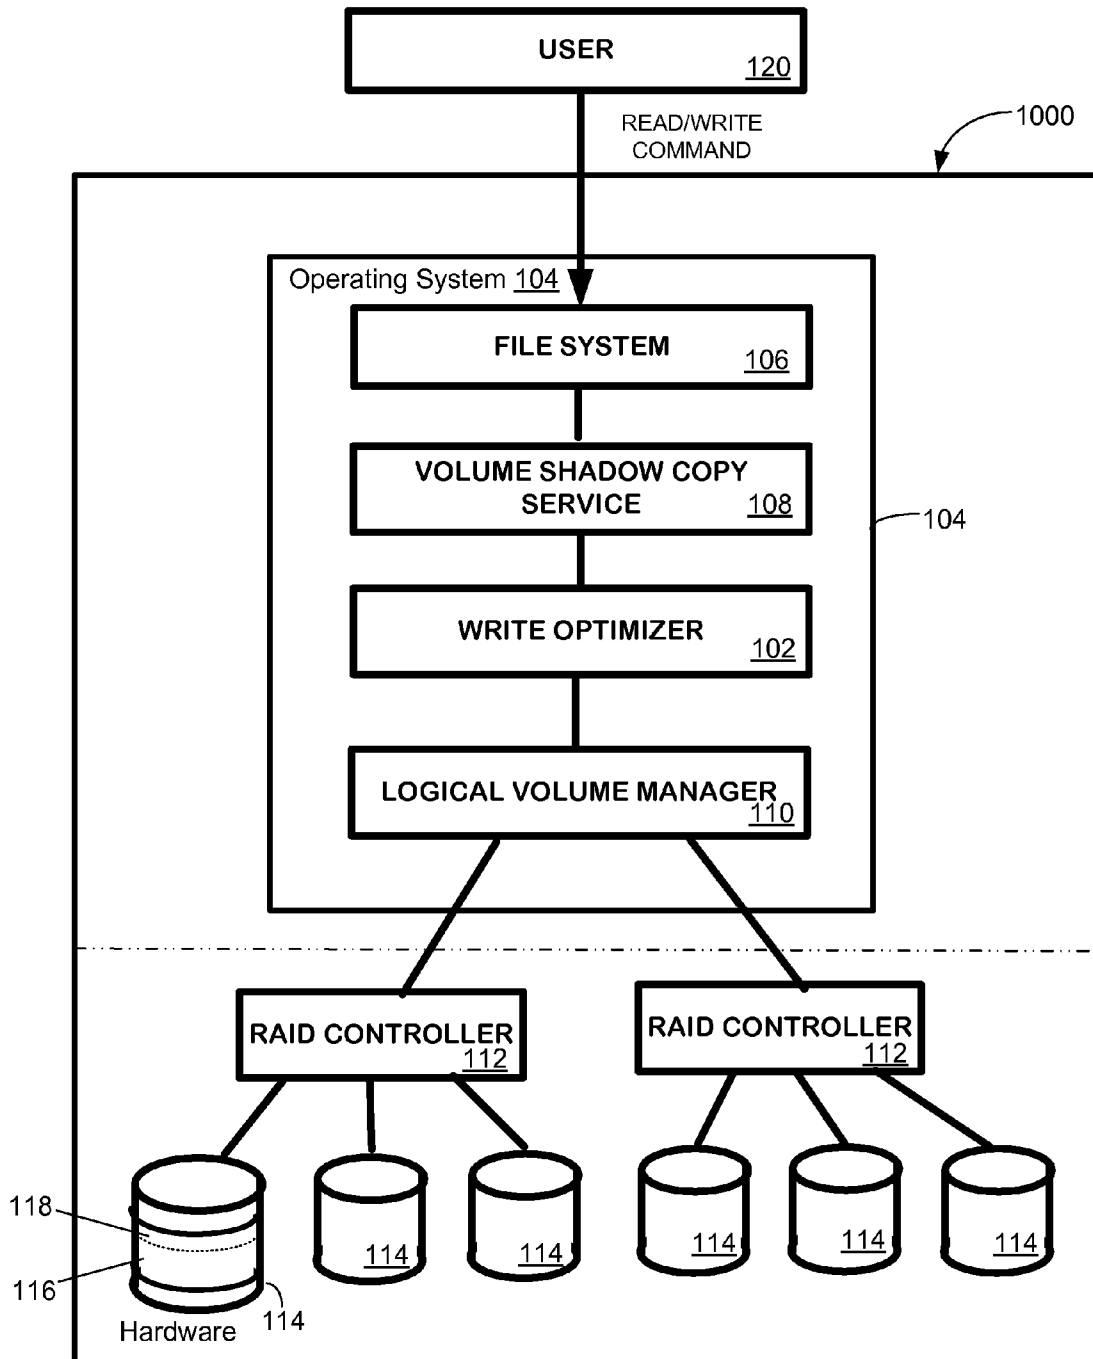 USER
120
READ/WRITE
COMMAND
1000
Operating System 104
FILE SYSTEM
106
VOLUME SHADOW COPY
SERVICE
108
104
WRITE OPTIMIZER
102
LOGICAL VOLUME MANAGER
110
RAID CONTROLLER
112
RAID CONTROLLER
112
118
116
114
114
114
114
114
114
Hardware